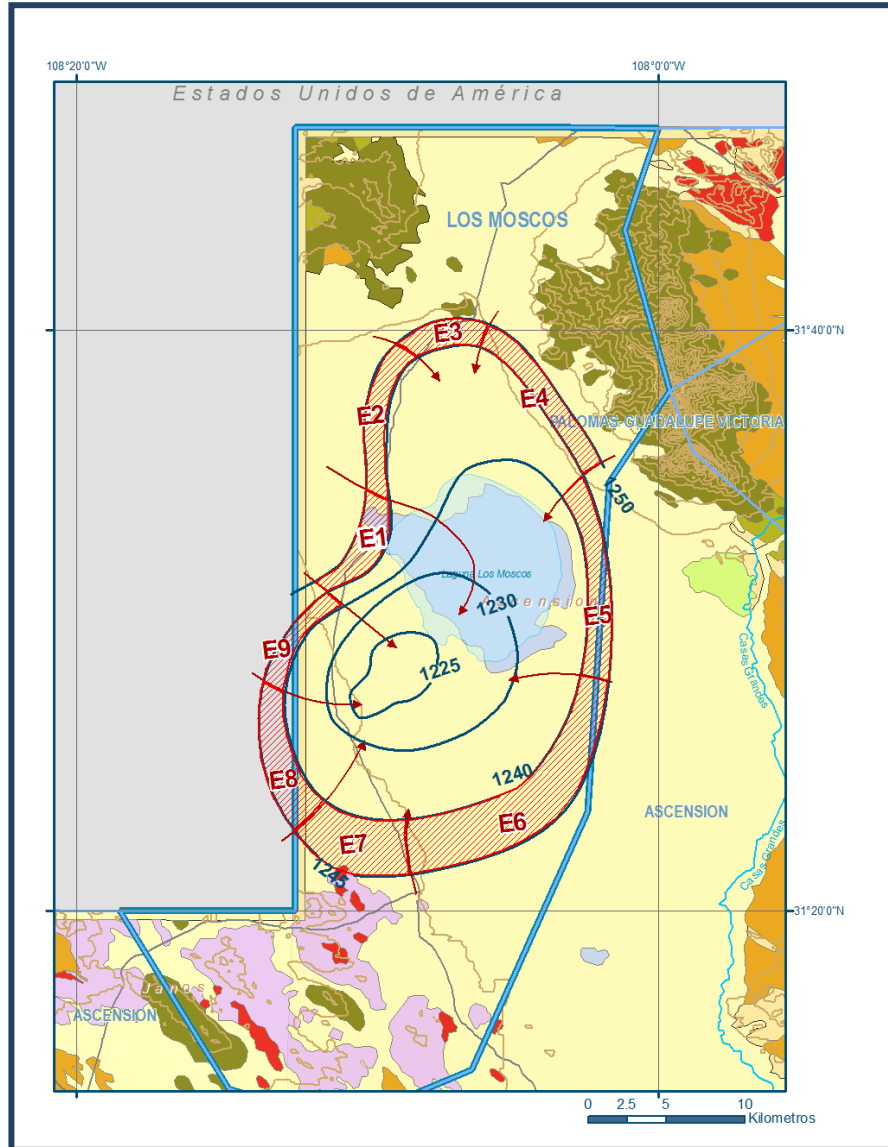 108°20'0"W
108°0'0"W
Estados Unidos de América
LOS MOSCOS
31°40'0"N
E3
E4
E2
PALOMAS-GUADALUPE VICTORIA
1250
E1
Laguna Los Moscos
Ascension
1230
E5
E9
1225
Casas Grandes
E8
1240
E6
ASCENSION
E7
1245
Casas Grandes
31°20'0"N
Janos
ASCENSION
0 2.5 5 10
Kilometros